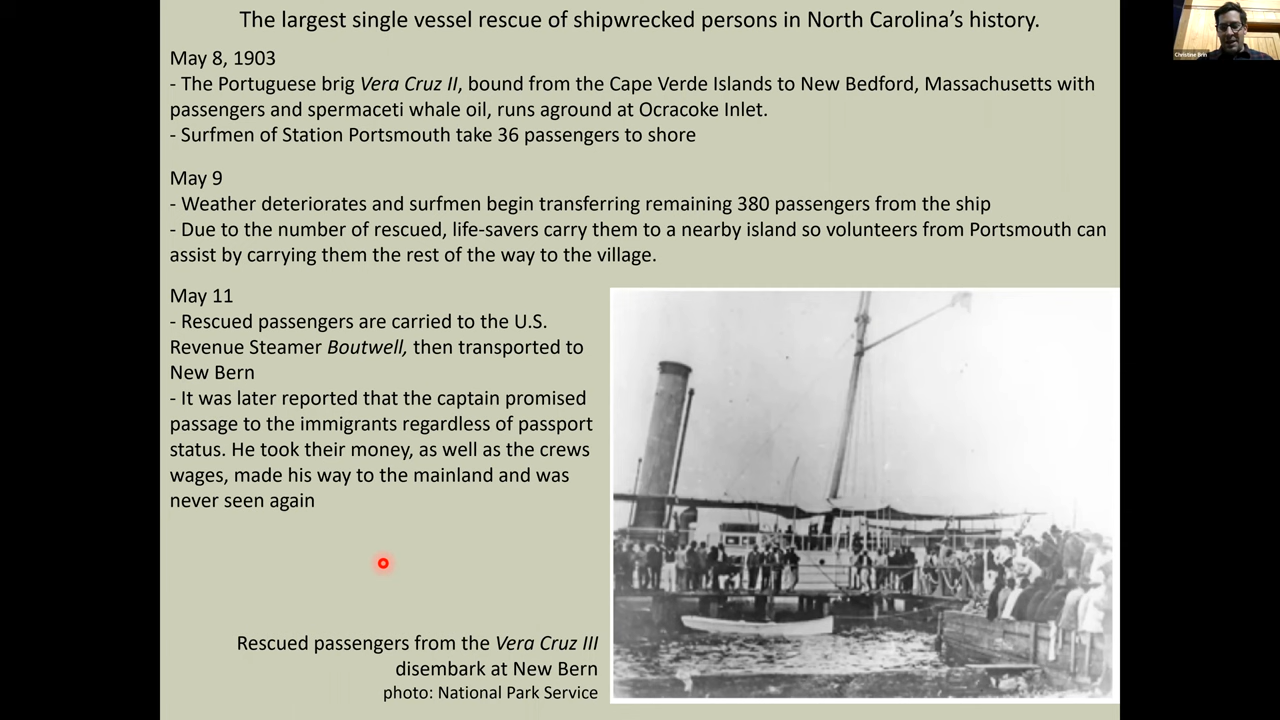 The largest single vessel rescue of shipwrecked persons in North Carolina’s history.
May 8, 1903
- The Portuguese brig Vera Cruz II, bound from the Cape Verde Islands to New Bedford, Massachusetts with
passengers and spermaceti whale oil, runs aground at Ocracoke Inlet.
- Surfmen of Station Portsmouth take 36 passengers to shore
May 9
- Weather deteriorates and surfmen begin transferring remaining 380 passengers from the ship
- Due to the number of rescued, life-savers carry them to a nearby island so volunteers from Portsmouth can
assist by carrying them the rest of the way to the village.
May 11
- Rescued passengers are carried to the U.S.
Revenue Steamer Boutwell, then transported to
New Bern
- It was later reported that the captain promised
passage to the immigrants regardless of passport
status. He took their money, as well as the crews
wages, made his way to the mainland and was
never seen again
Rescued passengers from the Vera Cruz III
disembark at New Bern
photo: National Park Service
Christine Brin